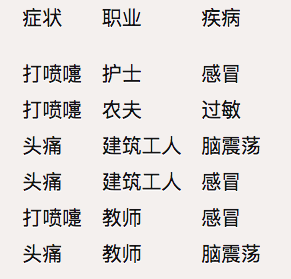 症状 职业 疾病
打喷嚏 护士 感冒
打喷嚏 农夫 过敏
头痛 建筑工人 脑震荡
头痛 建筑工人 感冒
打喷嚏 教师 感冒
头痛 教师 脑震荡